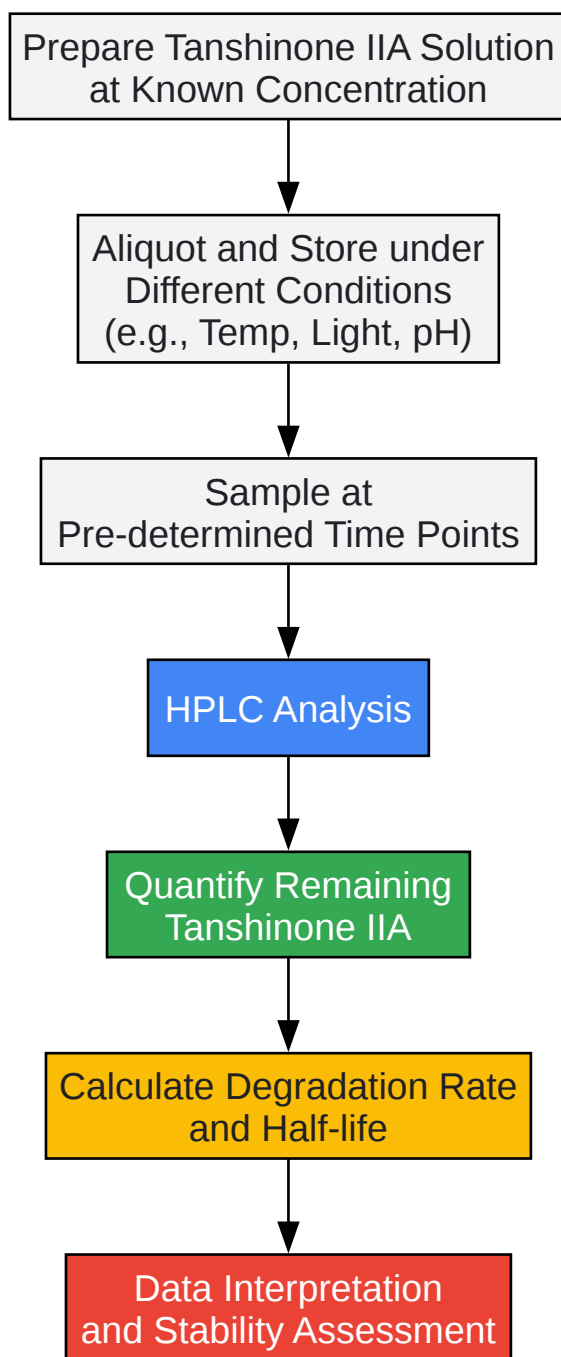 Prepare Tanshinone IIA Solution
at Known Concentration
Aliquot and Store under
Different Conditions
(e.g., Temp, Light, pH)
Sample at
Pre-determined Time Points
HPLC Analysis
Quantify Remaining
Tanshinone IIA
Calculate Degradation Rate
and Half-life
Data Interpretation
and Stability Assessment